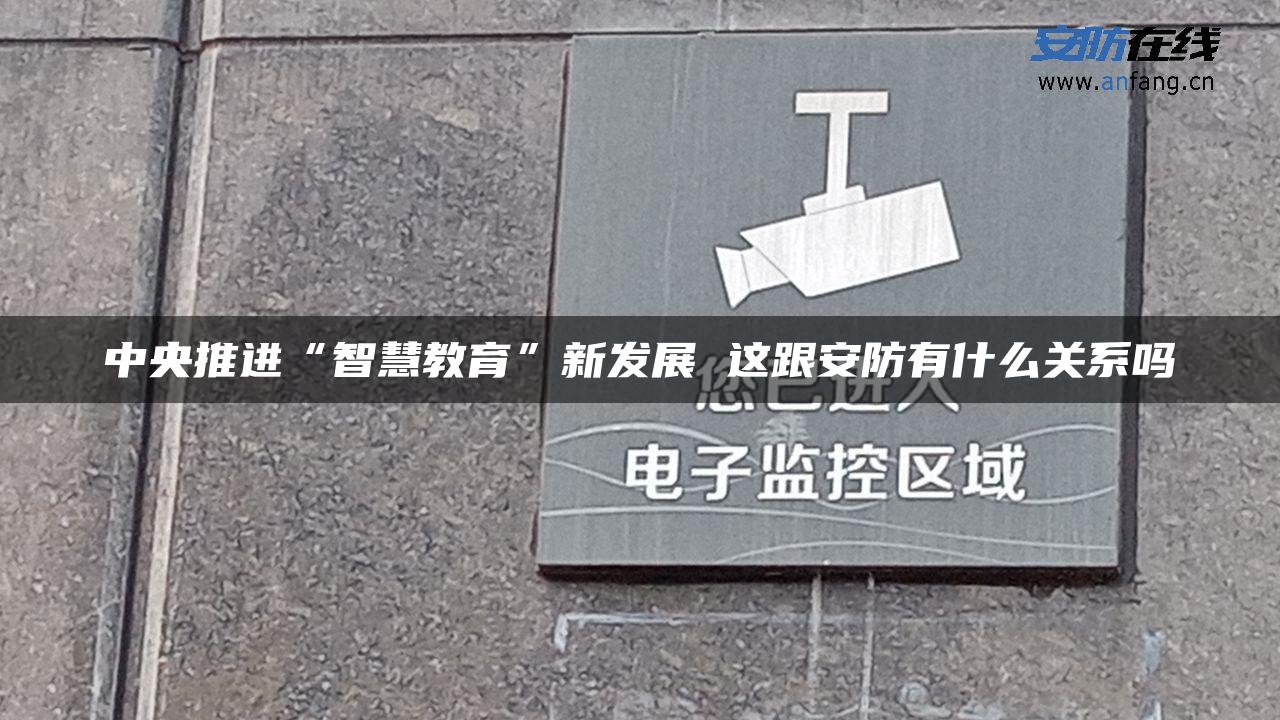 安防在线
www.anfang.cn
中央推进“智慧教育”新发展 这跟安防有什么关系吗
您已进入
电子监控区域